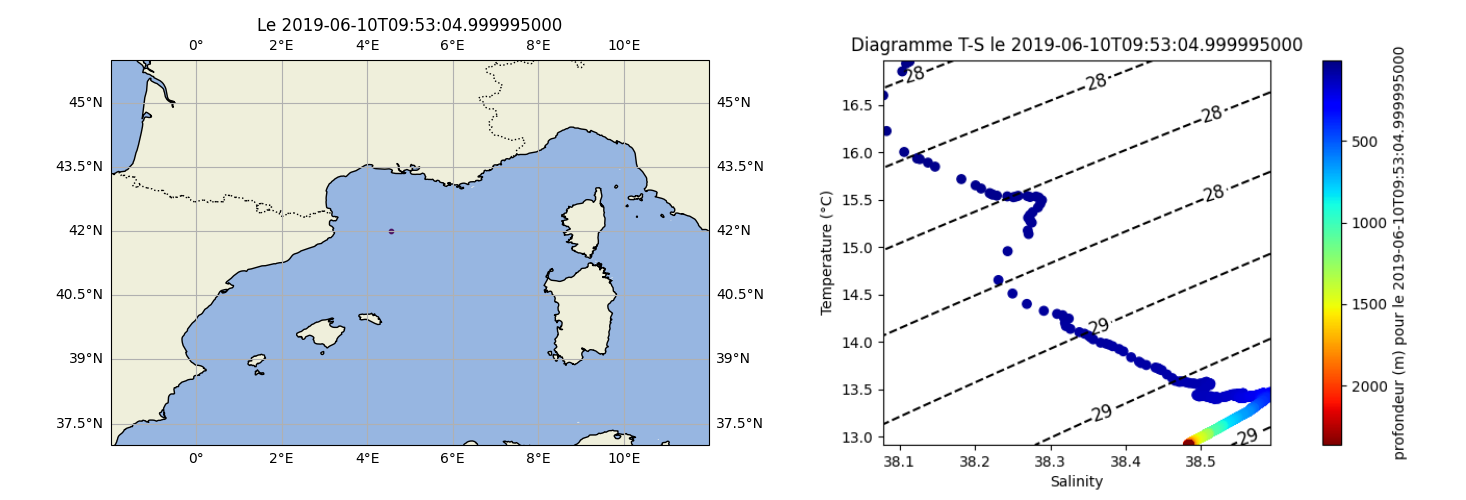 Le 2019-06-10T09:53:04.999995000
0° 2°E 4°E 6°E 8°E 10°E
45°N 45°N
43.5°N 43.5°N
42°N 42°N
40.5°N 40.5°N
39°N 39°N
37.5°N 37.5°N
0° 2°E 4°E 6°E 8°E 10°E
Diagramme T-S le 2019-06-10T09:53:04.999995000
Temperature (°C)
16.5
16.0
15.5
15.0
14.5
14.0
13.5
13.0
28
28
28
28
29
29
29
38.1 38.2 38.3 38.4 38.5
Salinity
500
1000
1500
2000
profondeur (m) pour le 2019-06-10T09:53:04.999995000